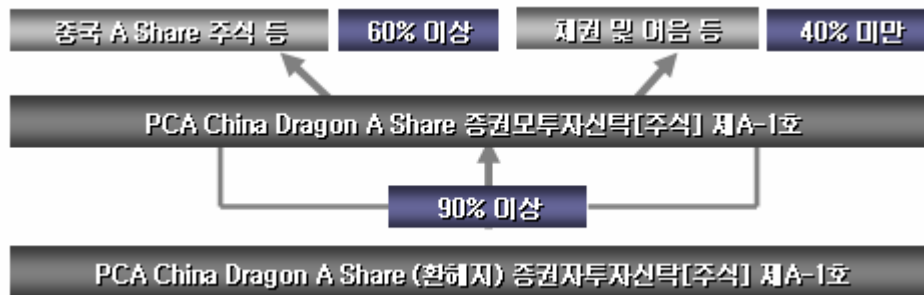 중국 A Share 주식 등 60% 이상 채권 및 어음 등 40% 미만
PCA China Dragon A Share 증권모투자신탁[주식] 제A-1호
90% 이상
PCA China Dragon A Share (환헤지) 증권자투자신탁[주식] 제A-1호